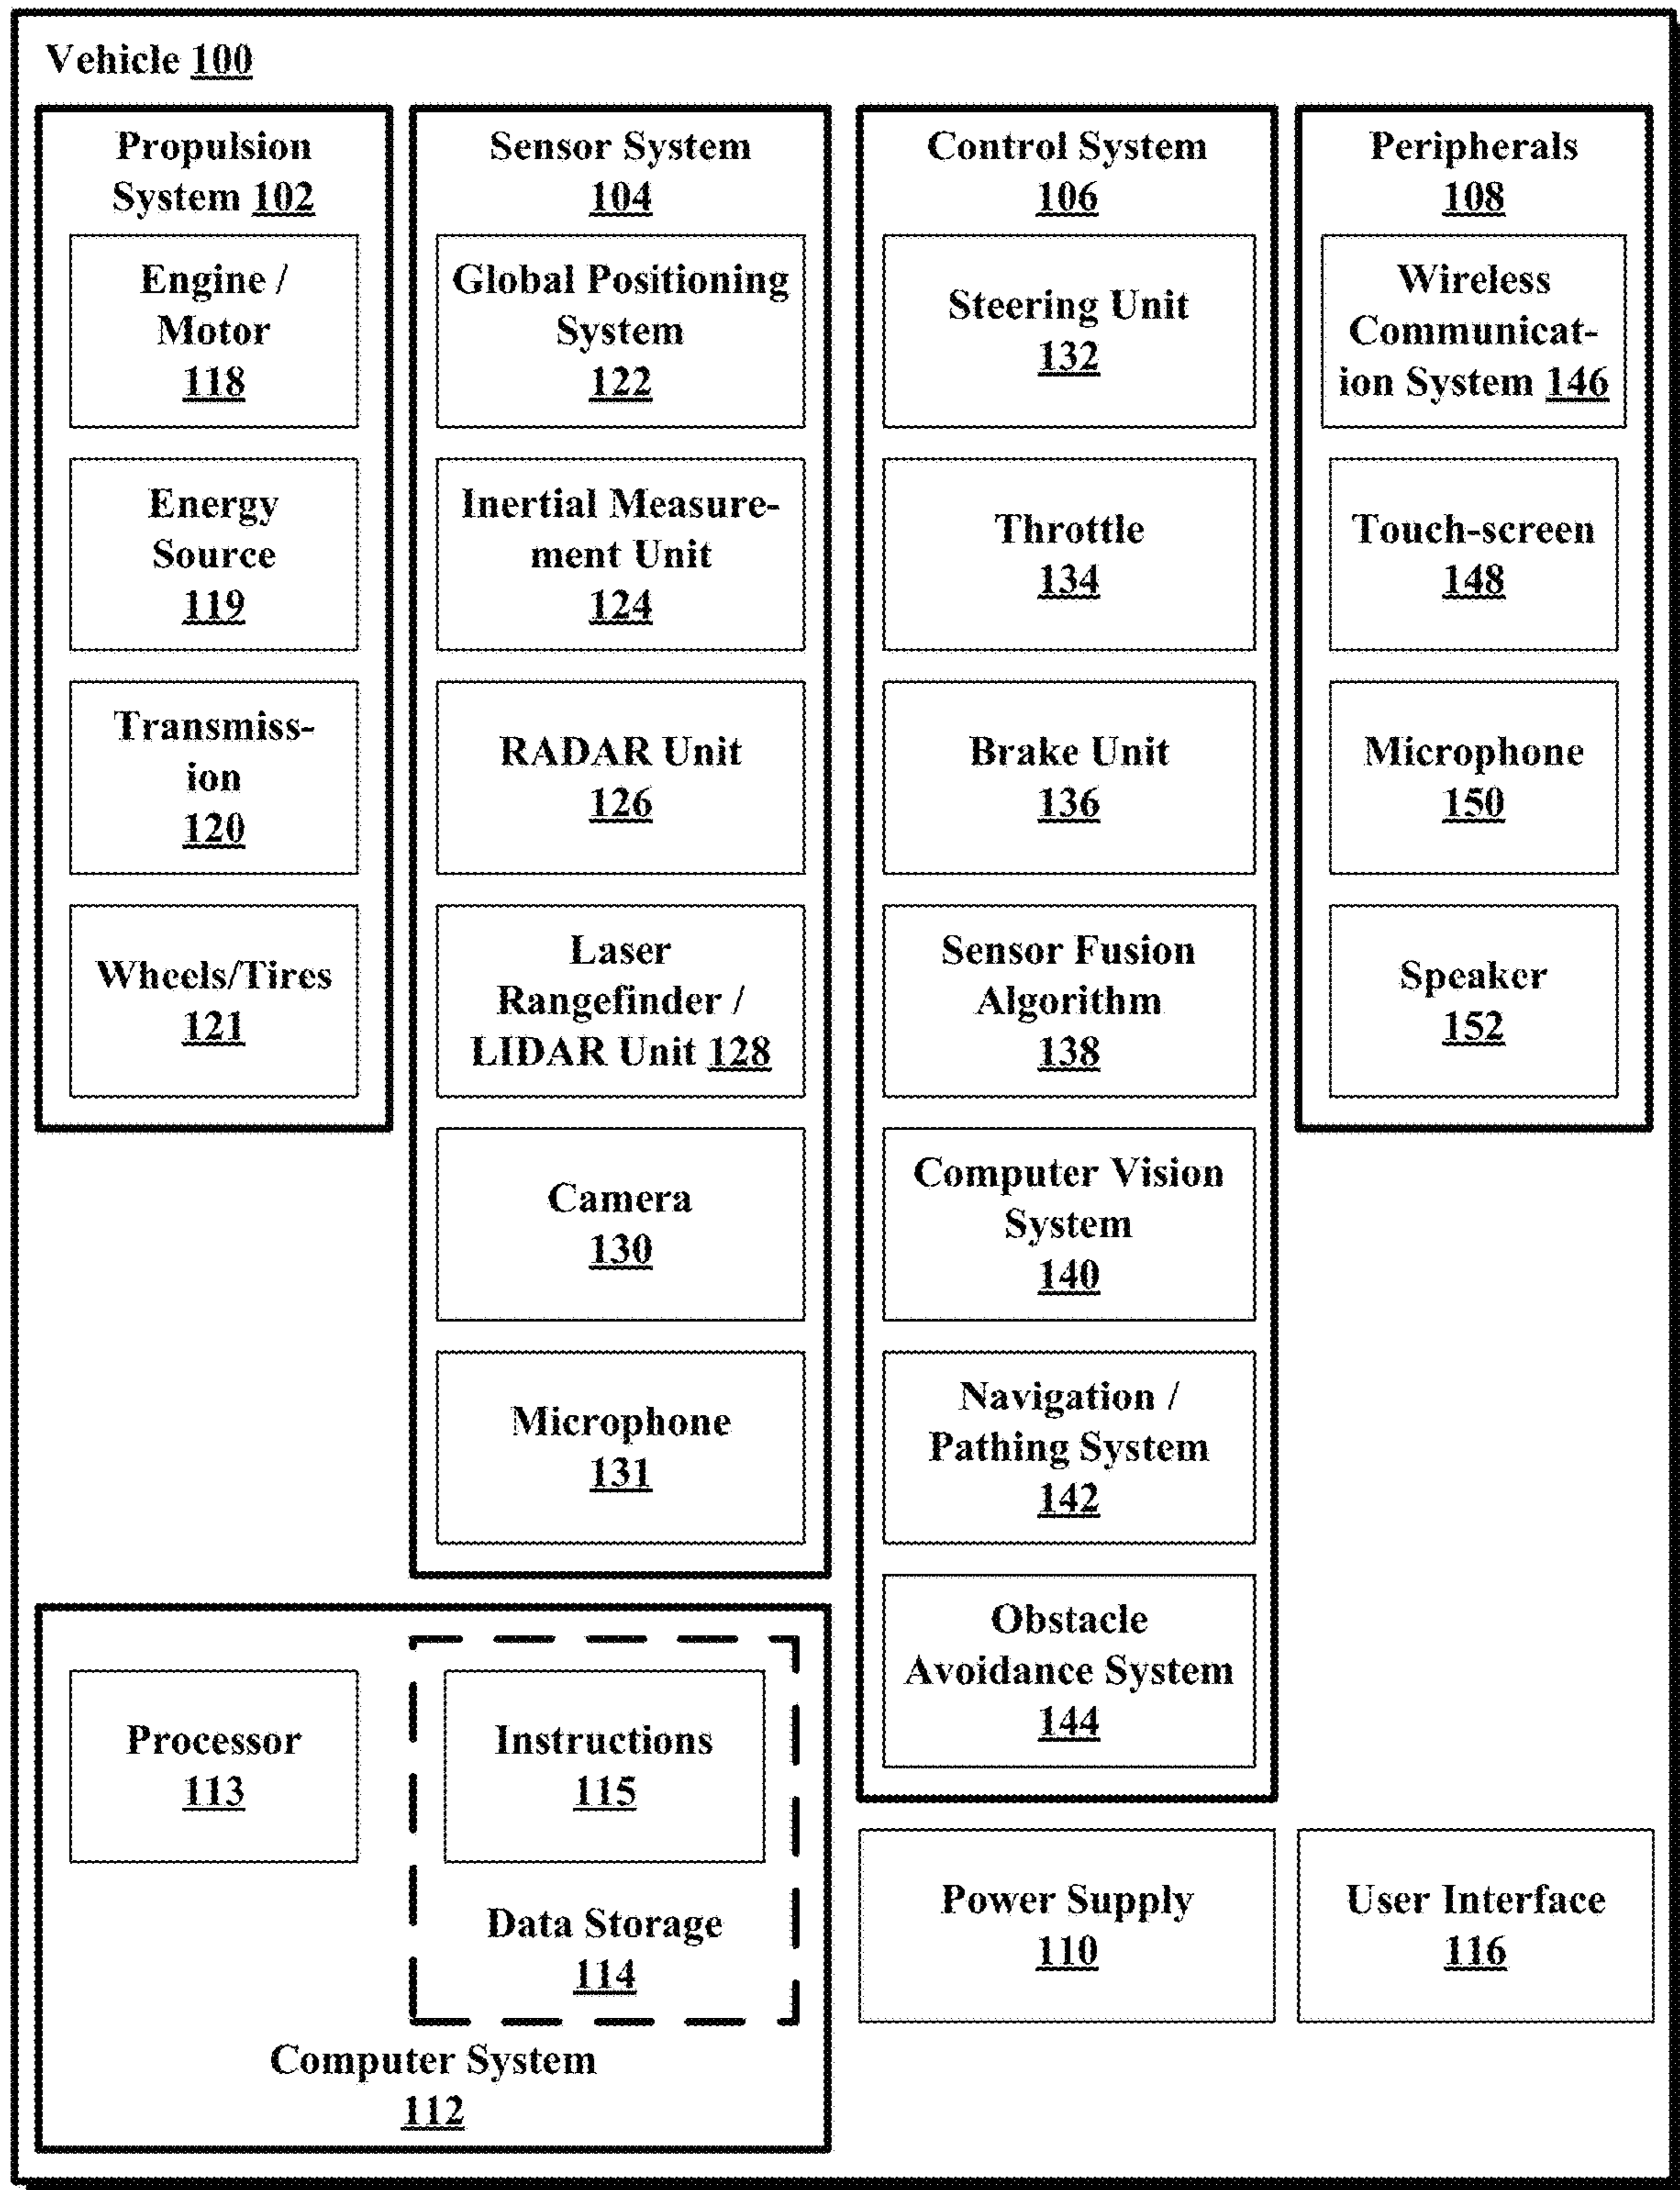 Vehicle 100
Propulsion
System 102
Engine /
Motor
118
Energy
Source
119
Transmiss-
ion
120
Wheels/Tires
121
Sensor System
104
Global Positioning
System
122
Inertial Measure-
ment Unit
124
RADAR Unit
126
Laser
Rangefinder /
LIDAR Unit 128
Camera
130
Microphone
131
Control System
106
Steering Unit
132
Throttle
134
Brake Unit
136
Sensor Fusion
Algorithm
138
Computer Vision
System
140
Navigation /
Pathing System
142
Obstacle
Avoidance System
144
Peripherals
108
Wireless
Communicat-
ion System 146
Touch-screen
148
Microphone
150
Speaker
152
Processor
113
Instructions
115
Data Storage
114
Computer System
112
Power Supply
110
User Interface
116